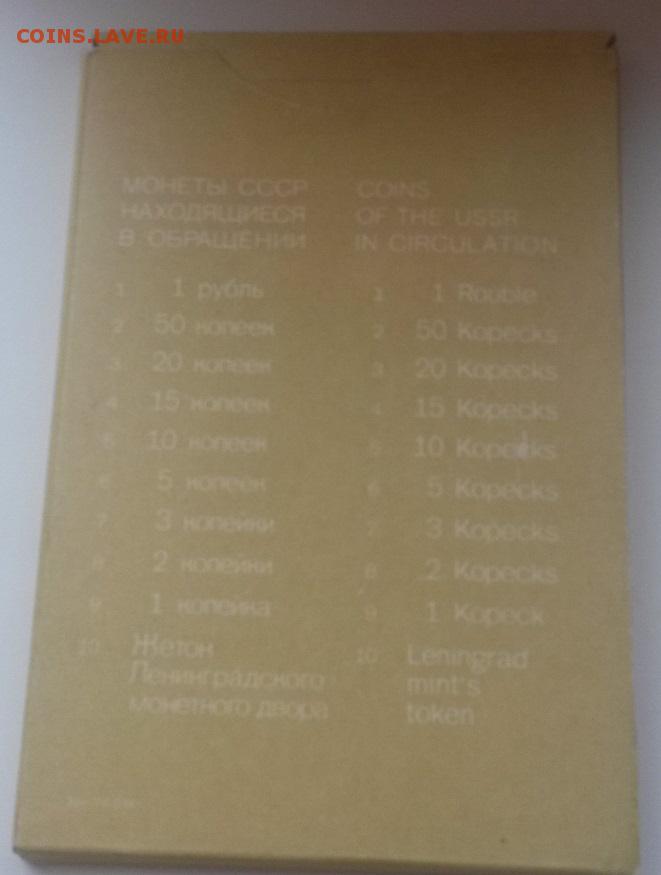 COINS.LAVE.RU
МОНЕТЫ СССР
НАХОДЯЩИЕСЯ
В ОБРАЩЕНИИ
1 1 рубль
2 50 копеек
3 20 копеек
4 15 копеек
5 10 копеек
6 5 копеек
7 3 копейки
8 2 копейки
9 1 копейка
10 Жетон
Ленинградского
монетного двора
COINS
OF THE USSR
IN CIRCULATION
1 1 Rouble
2 50 Kopecks
3 20 Kopecks
4 15 Kopecks
5 10 Kopecks
6 5 Kopecks
7 3 Kopecks
8 2 Kopecks
9 1 Kopeck
10 Leningrad
mint's
token